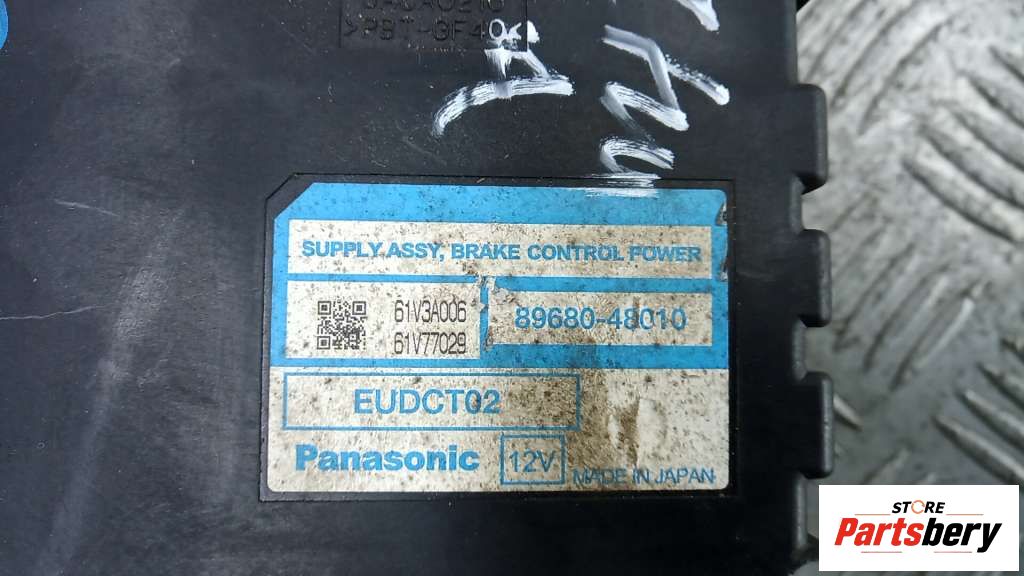 >PBT-GF40<
SUPPLY ASSY, BRAKE CONTROL POWER
61V3A006
61V77029
89680-48010
EUDCT02
Panasonic
12V
MADE IN JAPAN
STORE
Partsbery